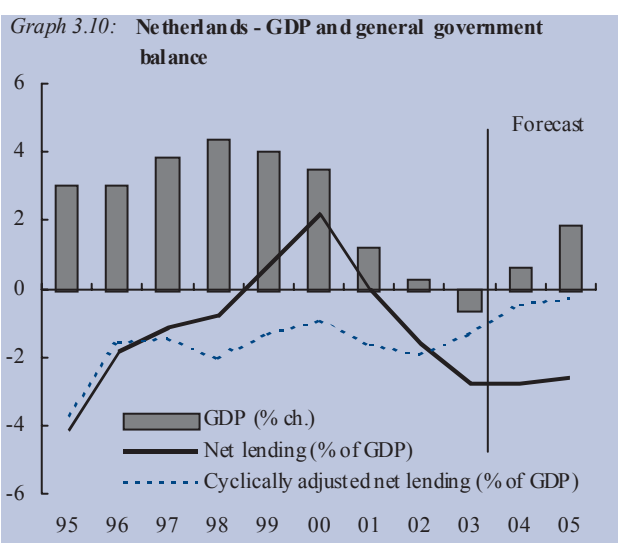 Graph 3.10: Netherlands - GDP and general government
balance
6
4
2
0
-2
-4
-6
Forecast
GDP (% ch.)
Net lending (% of GDP)
Cyclically adjusted net lending (% of GDP)
95 96 97 98 99 00 01 02 03 04 05